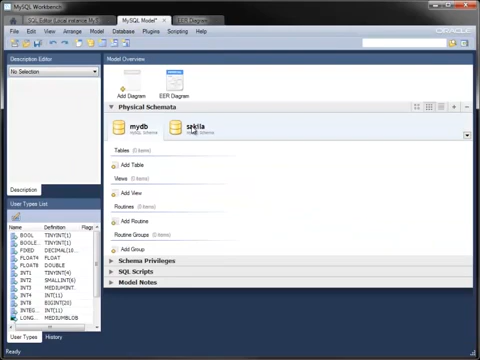 MySQL Workbench
SQL Editor (Local instance My
MySQL Model*
EER Diagram
File Edit View Arrange Model Database Plugins Scripting Help
ORACLE
Description Editor
No Selection
Description
User Types List
Name Definition Flags
BOOL TINYINT(1)
BOOLE... TINYINT(1)
FIXED DECIMAL(10
FLOAT4 FLOAT
FLOAT8 DOUBLE
INT1 TINYINT(4)
INT2 SMALLINT(6)
INT3 MEDIUMINT
INT4 INT(11)
INT8 BIGINT(20)
INTEG... INT(11)
LONG... MEDIUMBLOB
User Types History
Ready
Model Overview
Add Diagram
EER Diagram
Physical Schemata
mydb
MySQL Schema
sakila
MySQL Schema
Tables (0 items)
Add Table
Views (0 items)
Add View
Routines (0 items)
Add Routine
Routine Groups (0 items)
Add Group
Schema Privileges
SQL Scripts
Model Notes